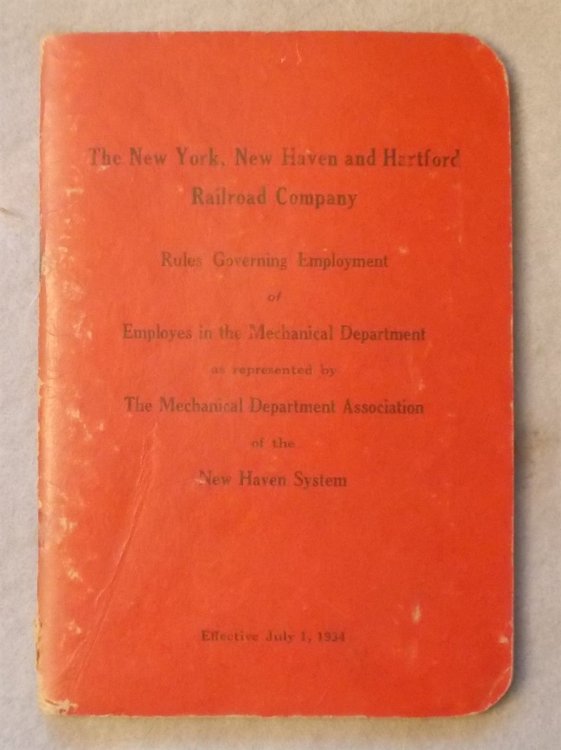 The New York, New Haven and Hartford
Railroad Company
Rules Governing Employment
of
Employes in the Mechanical Department
as represented by
The Mechanical Department Association
of the
New Haven System
Effective July 1, 1934